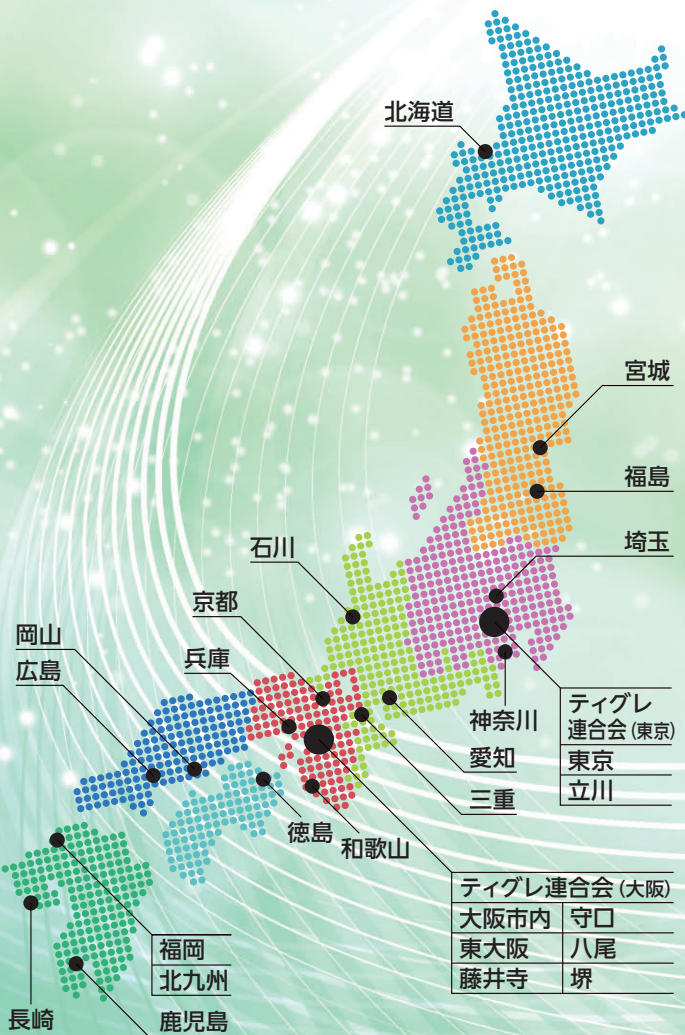 北海道
宮城
福島
石川
埼玉
京都
岡山
兵庫
広島
神奈川
ティグレ
連合会(東京)
東京
立川
愛知
三重
徳島
和歌山
ティグレ連合会(大阪)
大阪市内 守口
東大阪 八尾
藤井寺 堺
福岡
北九州
長崎
鹿児島